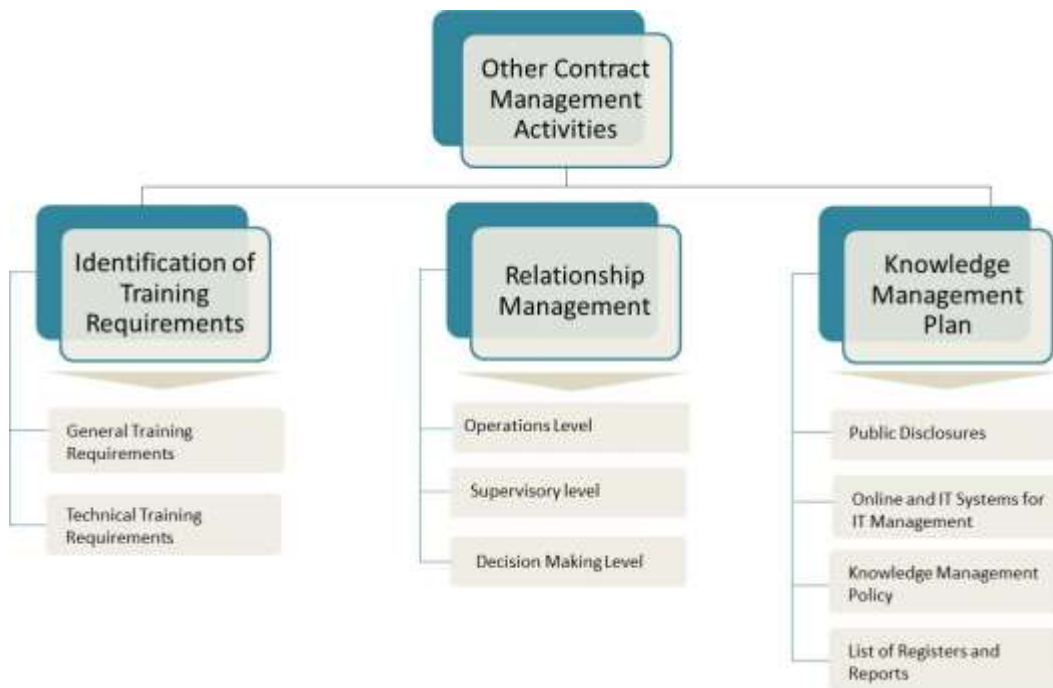 Other Contract
Management
Activities
Identification of
Training
Requirements
General Training
Requirements
Technical Training
Requirements
Relationship
Management
Operations Level
Supervisory level
Decision Making Level
Knowledge
Management
Plan
Public Disclosures
Online and IT Systems for
IT Management
Knowledge Management
Policy
List of Registers and
Reports